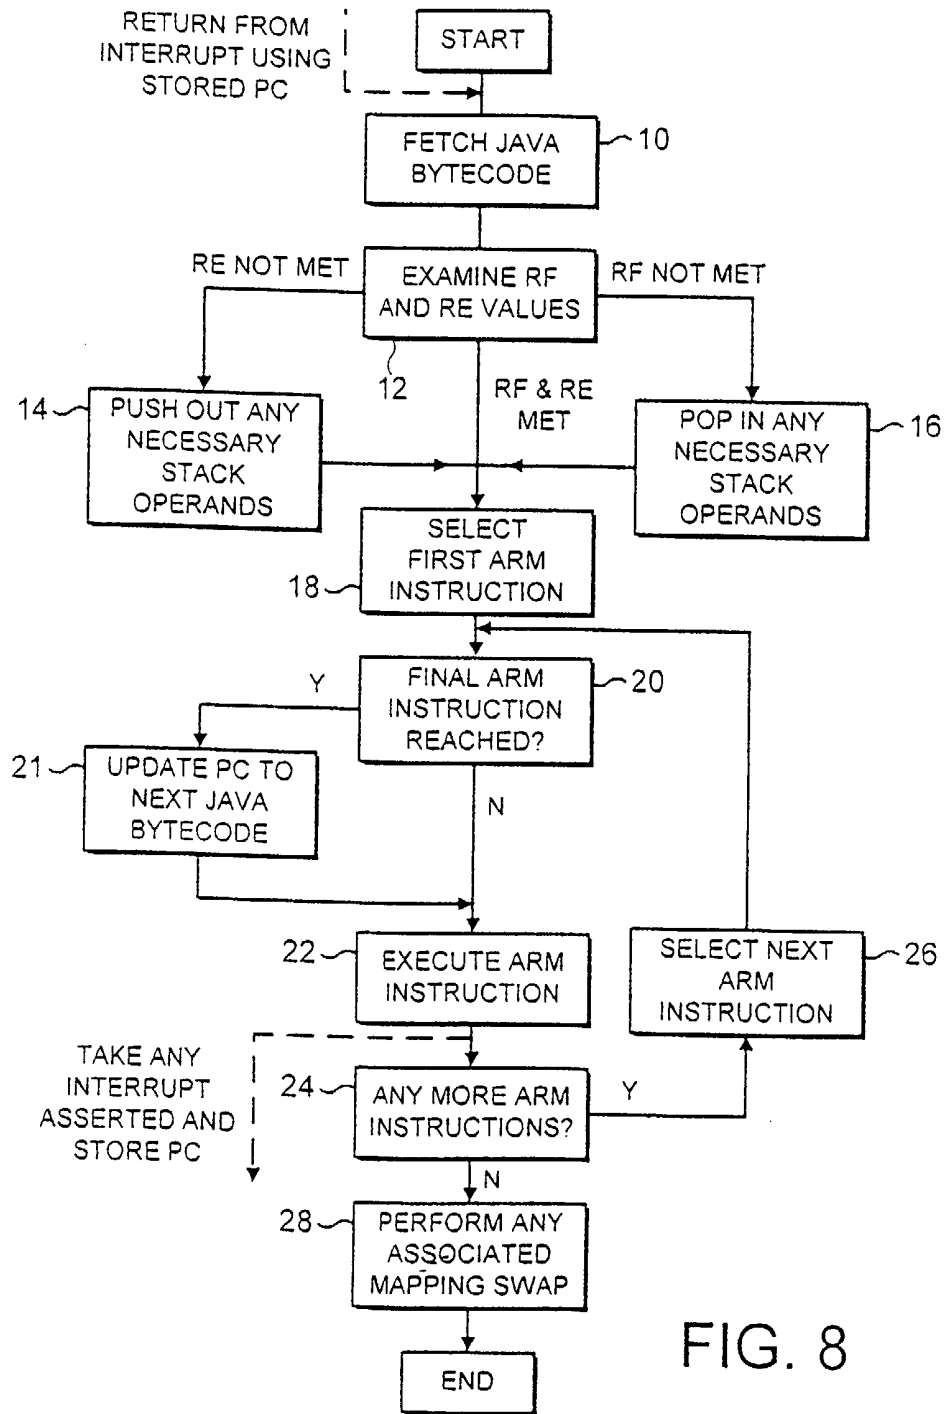 RETURN FROM
INTERRUPT USING
STORED PC
START
FETCH JAVA
BYTECODE
10
RE NOT MET
EXAMINE RF
AND RE VALUES
RF NOT MET
12
14
PUSH OUT ANY
NECESSARY
STACK
OPERANDS
RF & RE
MET
POP IN ANY
NECESSARY
STACK
OPERANDS
16
SELECT
FIRST ARM
INSTRUCTION
18
Y
FINAL ARM
INSTRUCTION
REACHED?
20
21
UPDATE PC TO
NEXT JAVA
BYTECODE
N
22
EXECUTE ARM
INSTRUCTION
SELECT NEXT
ARM
INSTRUCTION
26
TAKE ANY
INTERRUPT
ASSERTED AND
STORE PC
24
ANY MORE ARM
INSTRUCTIONS?
Y
N
28
PERFORM ANY
ASSOCIATED
MAPPING SWAP
END
FIG. 8